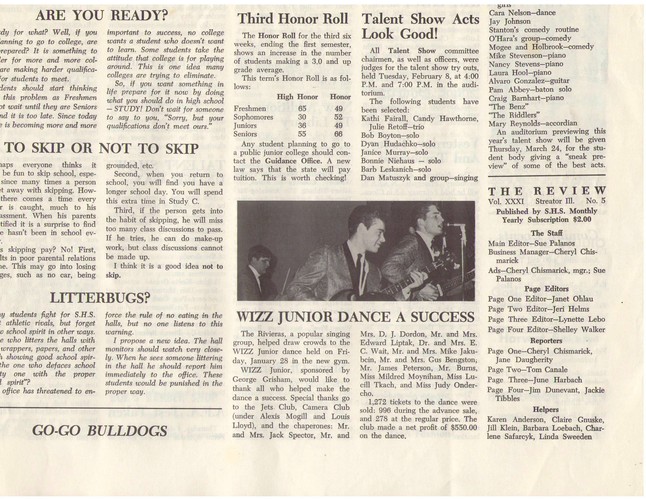 ARE YOU READY?
dy for what? Well, if you
anning to go to college, are
prepared? It is something to
er for more and more col-
are making harder qualifica-
for students to meet.
dents should start thinking
this problem as Freshmen
ot wait until they are Seniors
nd it is too late. Since today
e is becoming more and more
important to success, no college
wants a student who doesn't want
to learn. Some students take the
attitude that college is for playing
around. This is one idea many
colleges are trying to eliminate.
So, if you want something in
life prepare for it now by doing
what you should do in high school
— STUDY! Don't wait for someone
to say to you, "Sorry, but your
qualifications don't meet ours."
TO SKIP OR NOT TO SKIP
haps everyone thinks it
be fun to skip school, espe-
since many times a person
et away with skipping. How-
there comes a time every
r is caught, much to his
assment. When his parents
tified it is a surprise to find
e hasn't been in school ev-
y.
s skipping pay? No! First,
lts in poor parental relations
me. This may go into losing
ges, such as no being car
grounded, etc.
Second, when you return to
school, you will find you have a
longer school day. You will spend
this extra time in Study C.
Third, if the person gets into
the habit of skipping, he will miss
too many class discussions to pass.
If he tries, he can do make-up
work, but class discussions cannot
be made up.
I think it is a good idea not to
skip.
LITTERBUGS?
y students fight for S.H.S.
t athletic rivals, but forget
w school spirit in other ways.
e who litters the halls with
wrappers, papers, and other
h showing good school spir-
the one who defaces school
ty one with the proper
l spirit"?
office has threatened to en-
force the rule of no eating in the
halls, but no one listens to this
warning.
I propose a new idea. The hall
monitors should watch very close-
ly. When he sees someone littering
in the hall he should report him
immediately to the office. These
students would be punished in the
proper way.
GO-GO BULLDOGS
Third Honor Roll
The Honor Roll for the third six
weeks, ending the first semester,
shows an increase in the number
of students making a 3.0 and up
grade average.
This term's Honor Roll is as fol-
lows:
High Honor Honor
Freshmen 65 49
Sophomores 30 52
Juniors 36 49
Seniors 55 66
Any student planning to go to
a public junior college should con-
tact the Guidance Office. A new
law says that the state will pay
tuition. This is worth checking!
Talent Show Acts
Look Good!
All Talent Show committee
chairmen, as well as officers, were
judges for the talent show try outs,
held Tuesday, February 8, at 4:00
P.M. and 7:00 P.M. in the audi-
torium.
The following students have
been selected:
Kathi Fairall, Candy Hawthorne,
Julie Retoff—trio
Bob Boyton—solo
Dyan Hudachko—solo
Janice Murray—solo
Bonnie Niehaus — solo
Barb Leskanich—solo
Dan Matuszyk and group—singing
WIZZ JUNIOR DANCE A SUCCESS
The Rivieras, a popular singing
group, helped draw crowds to the
WIZZ Junior dance held on Fri-
day, January 28 in the new gym.
WIZZ Junior, sponsored by
George Grisham, would like to
thank all who helped make the
dance a success. Special thanks go
to the Jets Club, Camera Club
(under Alexis Mogill and Louis
Lloyd), and the chaperones: Mr.
and Mrs. Jack Spector, Mr. and
Mrs. D. J. Gordon, Mr. and Mrs.
Edward Liptak, Dr. and Mrs. E.
C. Wait, Mr. and Mrs. Mike Jaku-
bein, Mr. and Mrs. Gus Bengston,
Mr. James Peterson, Mr. Burns,
Miss Mildred Moynihan, Miss Lu-
cill Tkach, and Miss Judy Onder-
cho.
1,272 tickets to the dance were
sold: 996 during the advance sale,
and 278 at the regular price. The
club made a net profit of $550.00
on the dance.
Cara Nelson—dance
Jay Johnson
Stanton's comedy routine
O'Hara's group—comedy
Mogee and Holbrook—comedy
Mike Stevenson—piano
Nancy Stevens—piano
Laura Hool—piano
Alvaro Gonzalez—guitar
Pam Abbey—baton solo
Craig Barnhart—piano
"The Benz"
"The Riddlers"
Mary Reynolds—accordian
An auditorium previewing this
year's talent show will be given
Thursday, March 24, for the stu-
dent body giving a "sneak pre-
view" of some of the best acts.
THE REVIEW
Vol. XXXI Streator Ill. No. 5
Published by S.H.S. Monthly
Yearly Subscription $2.00
The Staff
Main Editor—Sue Palanos
Business Manager—Cheryl Chis-
marick
Ads—Cheryl Chismarick, mgr.; Sue
Palanos
Page Editors
Page One Editor—Janet Ohlau
Page Two Editor—Jeri Helms
Page Three Editor—Lynette Lebo
Page Four Editor—Shelley Walker
Reporters
Page One—Cheryl Chismarick,
Jane Daugherity
Page Two—Tom Canale
Page Three—June Harbach
Page Four—Jim Dunevant, Jackie
Tibbles
Helpers
Karen Anderson, Claire Guuske,
Jill Klein, Barbara Loebach, Char-
lene Safarcyk, Linda Sweeden